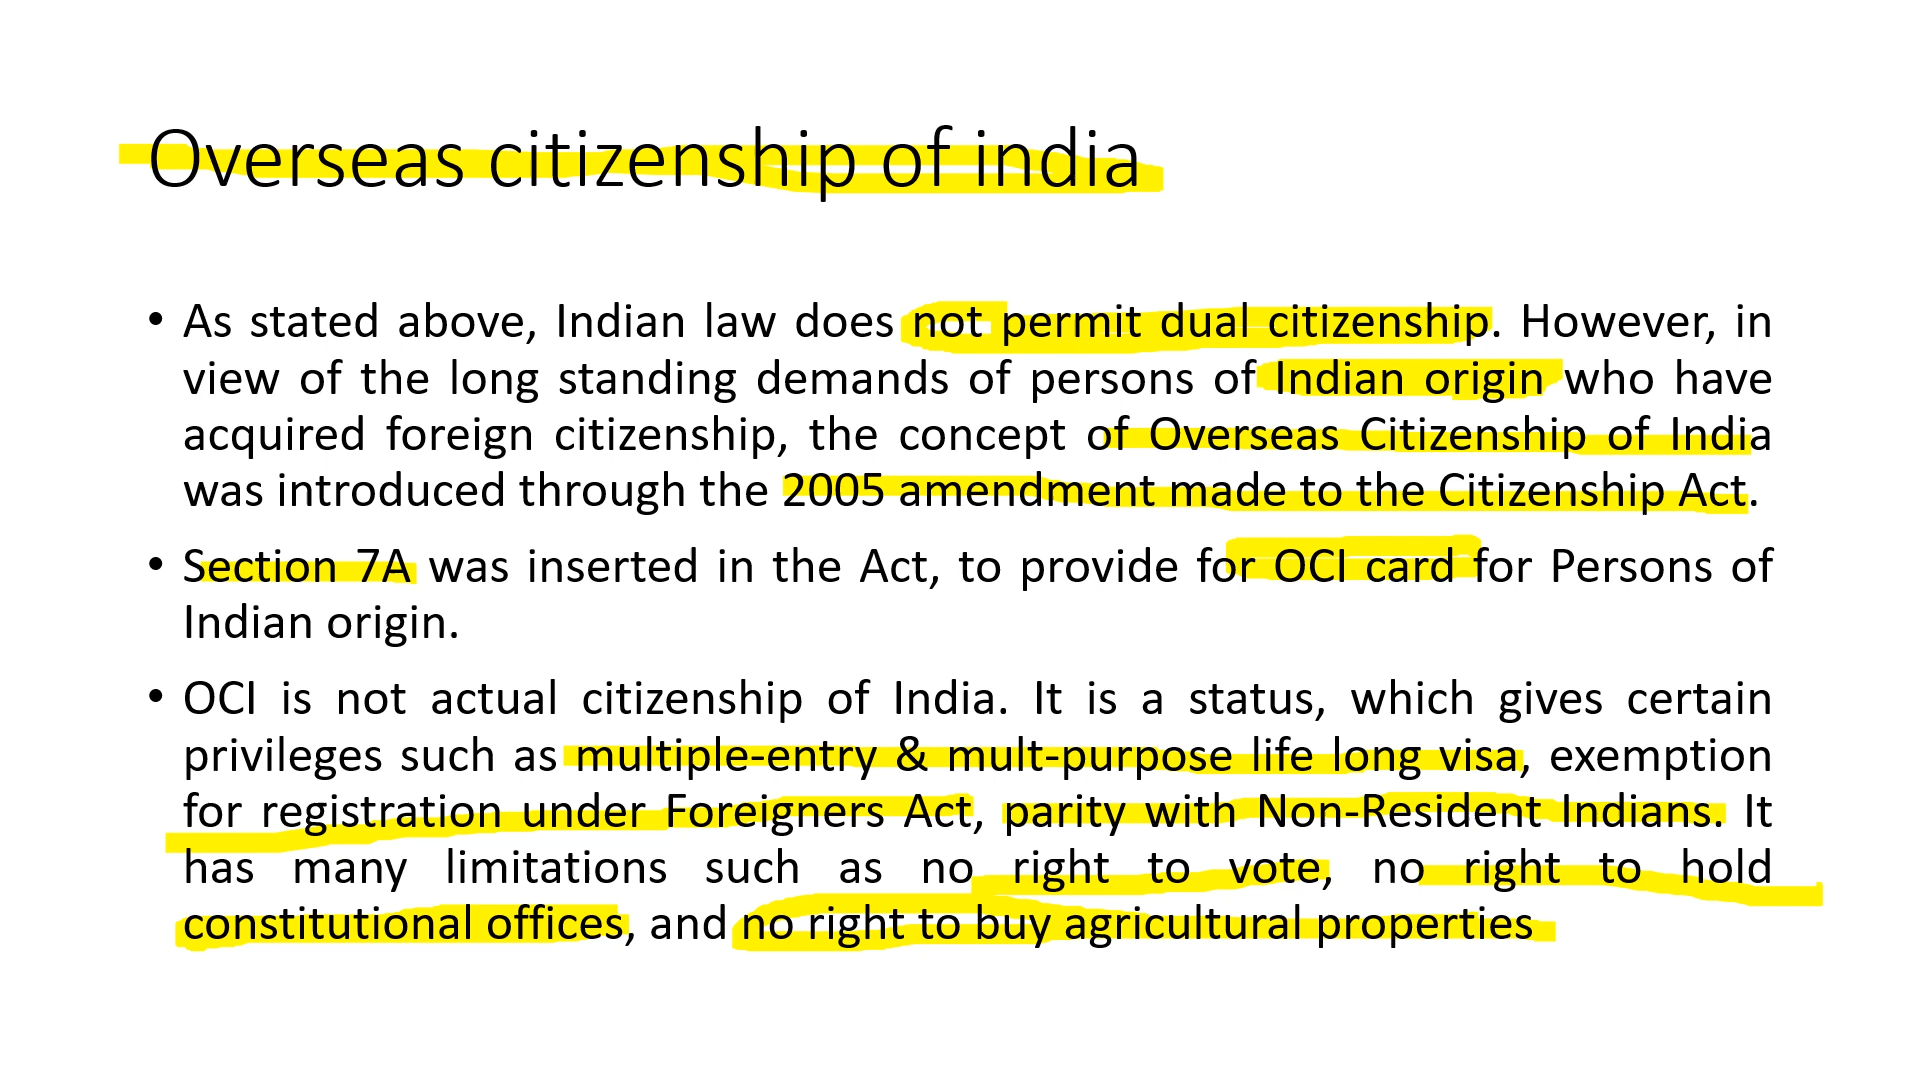 Overseas citizenship of india
• As stated above, Indian law does not permit dual citizenship. However, in
view of the long standing demands of persons of Indian origin who have
acquired foreign citizenship, the concept of Overseas Citizenship of India
was introduced through the 2005 amendment made to the Citizenship Act.
• Section 7A was inserted in the Act, to provide for OCI card for Persons of
Indian origin.
• OCI is not actual citizenship of India. It is a status, which gives certain
privileges such as multiple-entry & mult-purpose life long visa, exemption
for registration under Foreigners Act, parity with Non-Resident Indians. It
has many limitations such as no right to vote, no right to hold
constitutional offices, and no right to buy agricultural properties